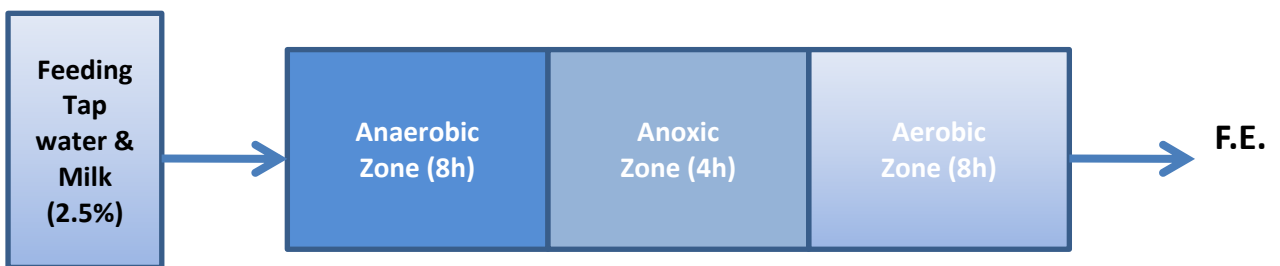 Feeding
Tap
water &
Milk
(2.5%)
Anaerobic
Zone (8h)
Anoxic
Zone (4h)
Aerobic
Zone (8h)
F.E.